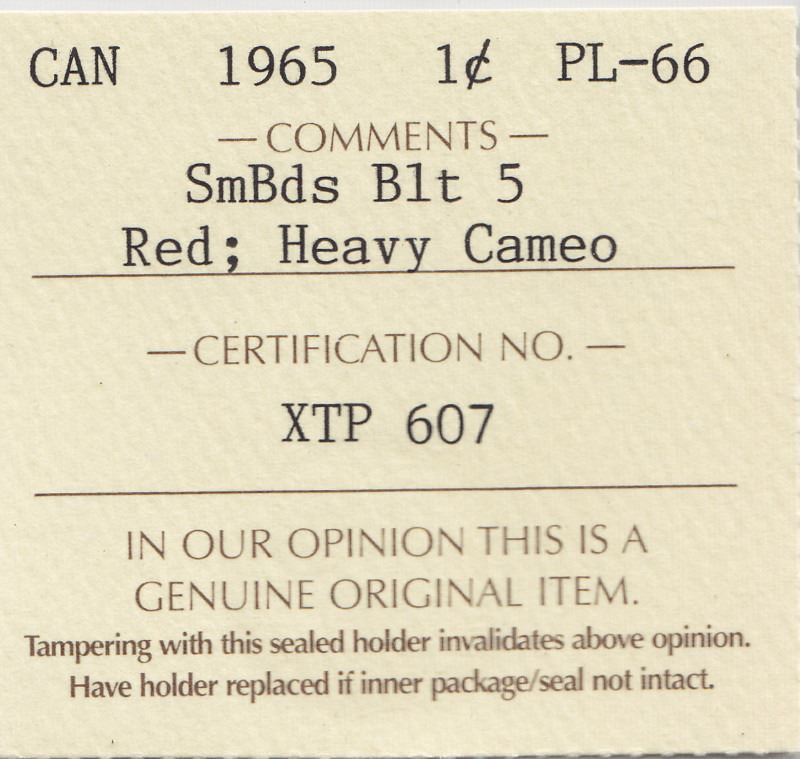 CAN 1965 1¢ PL-66
— COMMENTS —
SmBds Blt 5
Red; Heavy Cameo
— CERTIFICATION NO. —
XTP 607
IN OUR OPINION THIS IS A
GENUINE ORIGINAL ITEM.
Tampering with this sealed holder invalidates above opinion.
Have holder replaced if inner package/seal not intact.